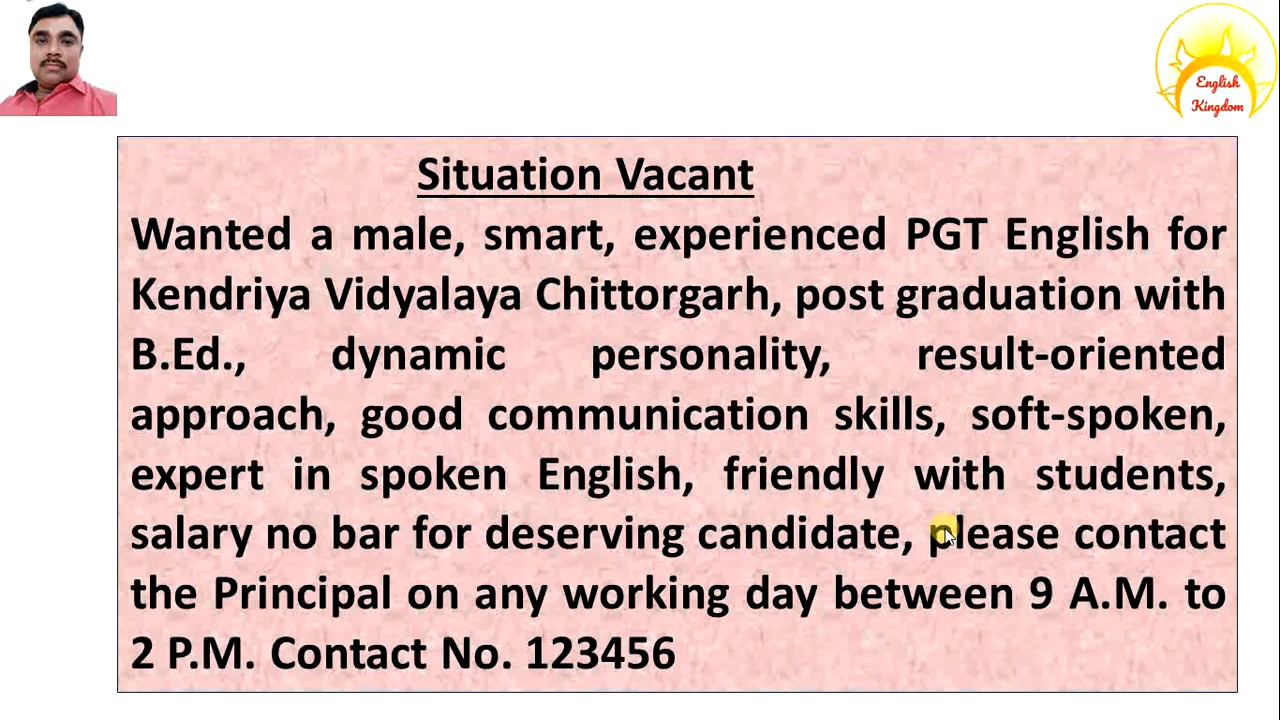 English
Kingdom
Situation Vacant
Wanted a male, smart, experienced PGT English for
Kendriya Vidyalaya Chittorgarh, post graduation with
B.Ed., dynamic personality, result-oriented
approach, good communication skills, soft-spoken,
expert in spoken English, friendly with students,
salary no bar for deserving candidate, please contact
the Principal on any working day between 9 A.M. to
2 P.M. Contact No. 123456